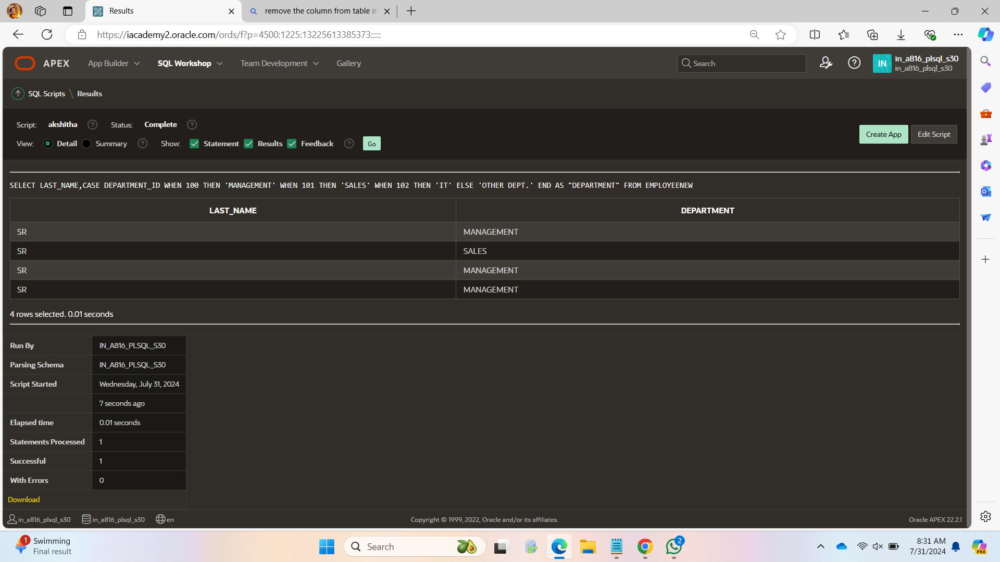 Results
remove the column from table in
https://iacademy2.oracle.com/ords/f?p=4500:1225:13225613385373:::::
APEX App Builder SQL Workshop Team Development Gallery
Search
IN in_a816_plsql_s30
in_a816_plsql_s30
SQL Scripts \ Results
Script: akshitha ? Status: Complete ?
View: Detail Summary ? Show: Statement Results Feedback ? Go
Create App Edit Script
SELECT LAST_NAME,CASE DEPARTMENT_ID WHEN 100 THEN 'MANAGEMENT' WHEN 101 THEN 'SALES' WHEN 102 THEN 'IT' ELSE 'OTHER DEPT.' END AS "DEPARTMENT" FROM EMPLOYEENEW
LAST_NAME DEPARTMENT
SR MANAGEMENT
SR SALES
SR MANAGEMENT
SR MANAGEMENT
4 rows selected. 0.01 seconds
Run By IN_A816_PLSQL_S30
Parsing Schema IN_A816_PLSQL_S30
Script Started Wednesday, July 31, 2024
7 seconds ago
Elapsed time 0.01 seconds
Statements Processed 1
Successful 1
With Errors 0
Download
in_a816_plsql_s30 in_a816_plsql_s30 en
Copyright © 1999, 2022, Oracle and/or its affiliates.
Oracle APEX 22.2.1
1 Swimming
Final result
Search
2
8:31 AM
7/31/2024
PRE